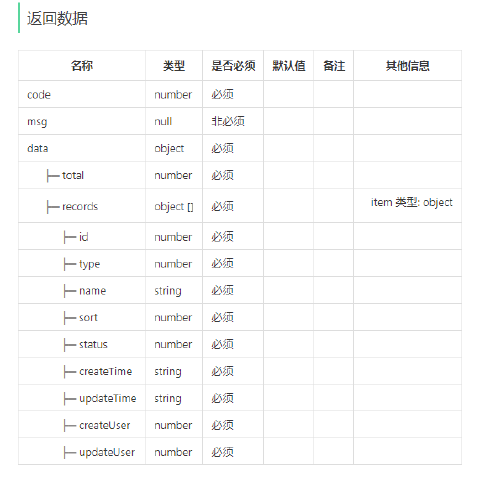 返回数据
名称 类型 是否必须 默认值 备注 其他信息
code number 必须
msg null 非必须
data object 必须
├─ total number 必须
├─ records object [] 必须 item 类型: object
├─ id number 必须
├─ type number 必须
├─ name string 必须
├─ sort number 必须
├─ status number 必须
├─ createTime string 必须
├─ updateTime string 必须
├─ createUser number 必须
├─ updateUser number 必须